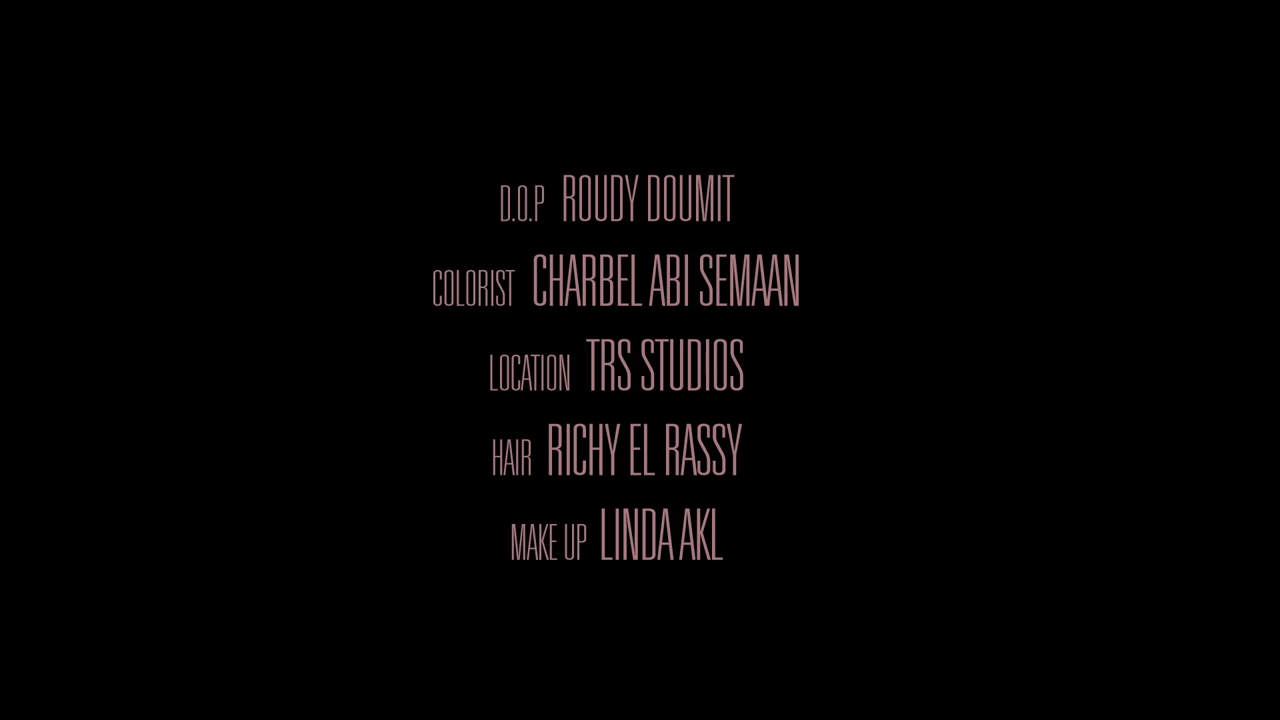 D.O.P ROUDY DOUMIT
COLORIST CHARBEL ABI SEMAAN
LOCATION TRS STUDIOS
HAIR RICHY EL RASSY
MAKE UP LINDA AKL